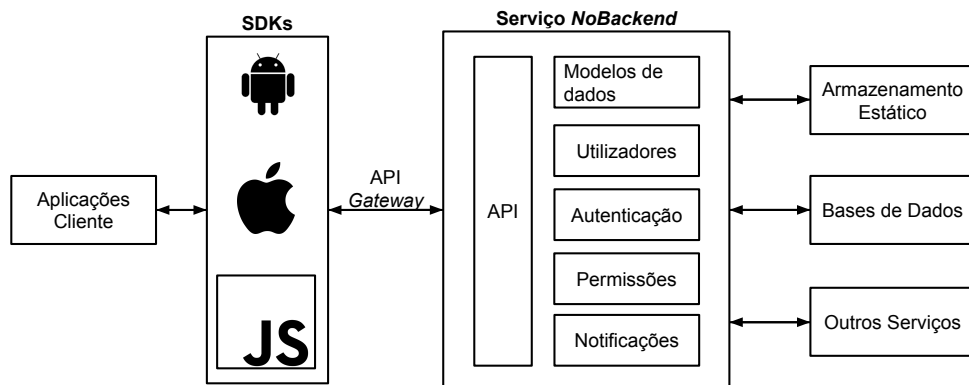 SDKs
Serviço NoBackend
Aplicações
Cliente
JS
API
Gateway
API
Modelos de
dados
Utilizadores
Autenticação
Permissões
Notificações
Armazenamento
Estático
Bases de Dados
Outros Serviços